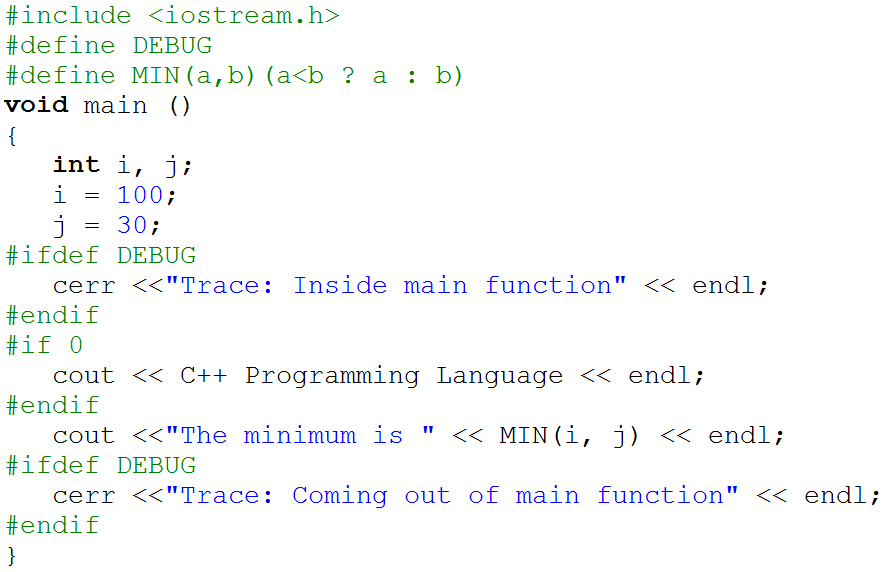 #include <iostream.h>
#define DEBUG
#define MIN(a,b)(a<b ? a : b)
void main ()
{
   int i, j;
   i = 100;
   j = 30;
#ifdef DEBUG
   cerr <<"Trace: Inside main function" << endl;
#endif
#if 0
   cout << C++ Programming Language << endl;
#endif
   cout <<"The minimum is " << MIN(i, j) << endl;
#ifdef DEBUG
   cerr <<"Trace: Coming out of main function" << endl;
#endif
}